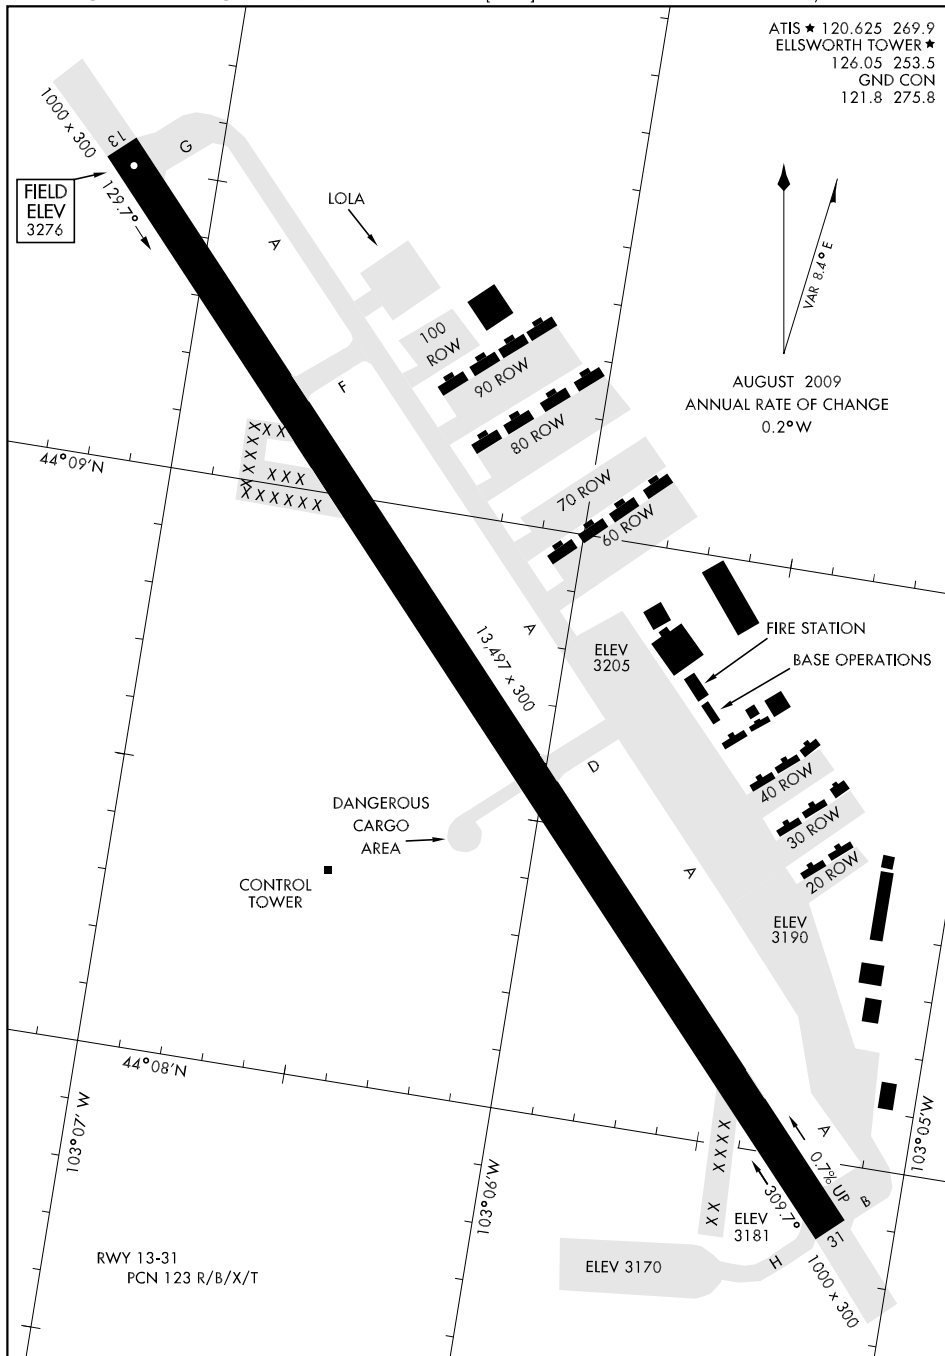 ATIS ★ 120.625 269.9
ELLSWORTH TOWER ★
126.05 253.5
GND CON
121.8 275.8
1000 x 300
13
G
FIELD
ELEV
3276
129.7°
A
LOLA
VAR 8.4° E
100
ROW
90 ROW
AUGUST 2009
ANNUAL RATE OF CHANGE
0.2° W
F
80 ROW
44° 09'N
X X X
X X X X X
X X X
X X X X X X
70 ROW
60 ROW
13,497 x 300
A
ELEV
3205
FIRE STATION
BASE OPERATIONS
D
40 ROW
DANGEROUS
CARGO
AREA
30 ROW
20 ROW
A
CONTROL
TOWER
ELEV
3190
44° 08'N
103° 07' W
103° 06'W
103° 05'W
X X X X
X X
A
0.7% UP
309.7°
B
ELEV
3181
31
H
ELEV 3170
1000 x 300
RWY 13-31
PCN 123 R/B/X/T